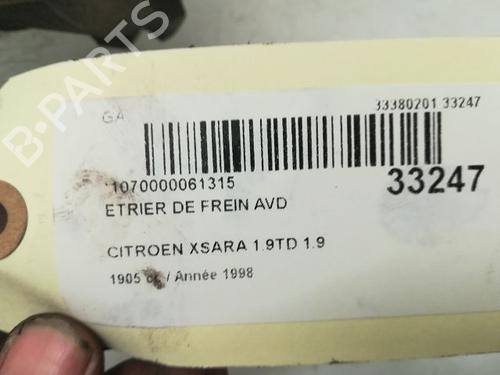 GA
33380201 33247
1070000061315
33247
ETRIER DE FREIN AVD
CITROEN XSARA 1.9TD 1.9
1905 cc / Année 1998
B-PARTS